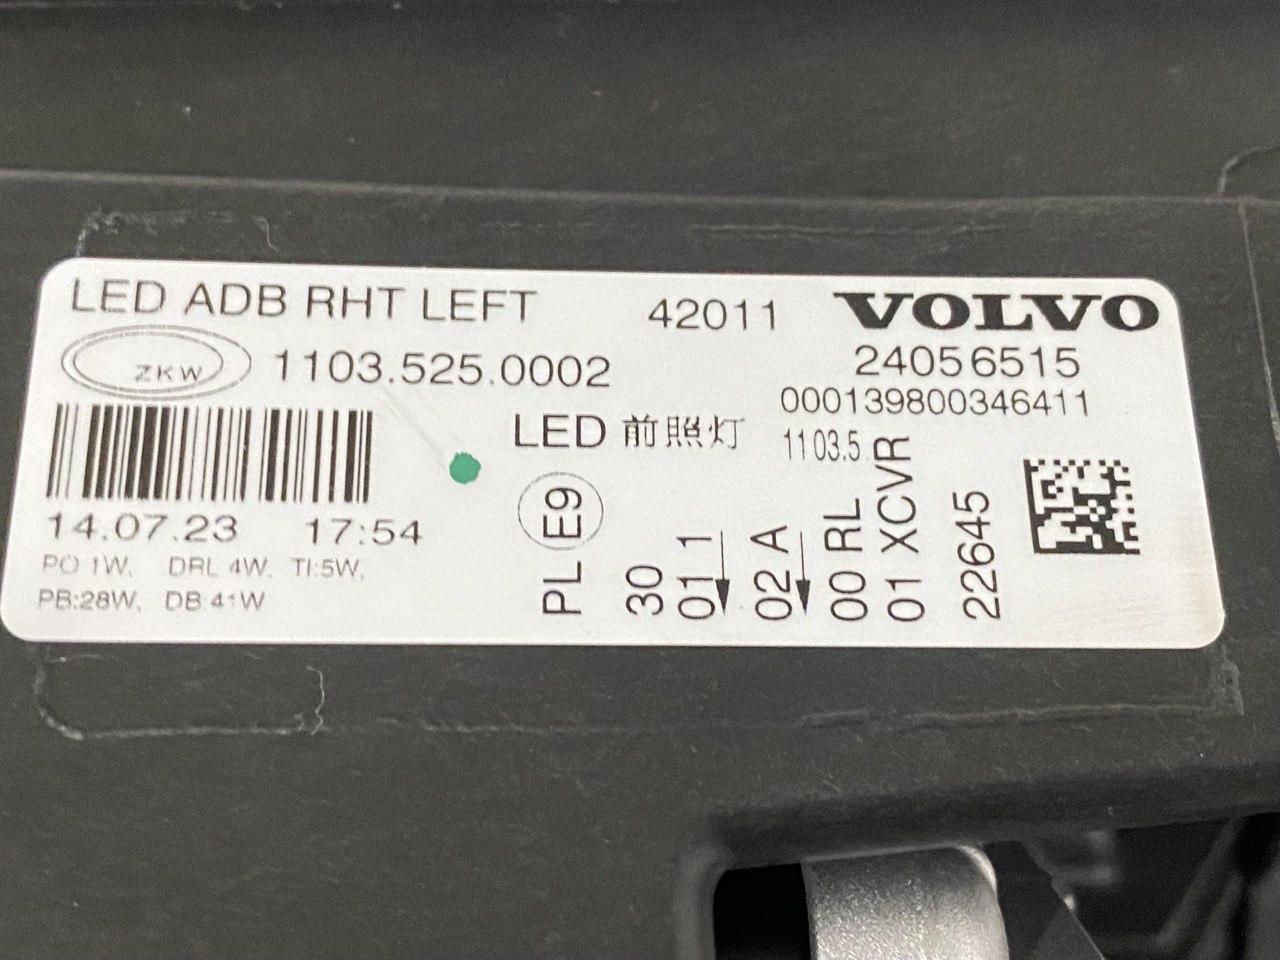 LED ADB RHT LEFT
42011
VOLVO
ZKW
1103.525.0002
24056515
000139800346411
LED 前照灯
1103.5
14.07.23 17:54
PO 1W, DRL 4W, TI:5W,
PB:28W, DB:41W
PL E9
30
01 1
02 A
00 RL
01 XCVR
22645